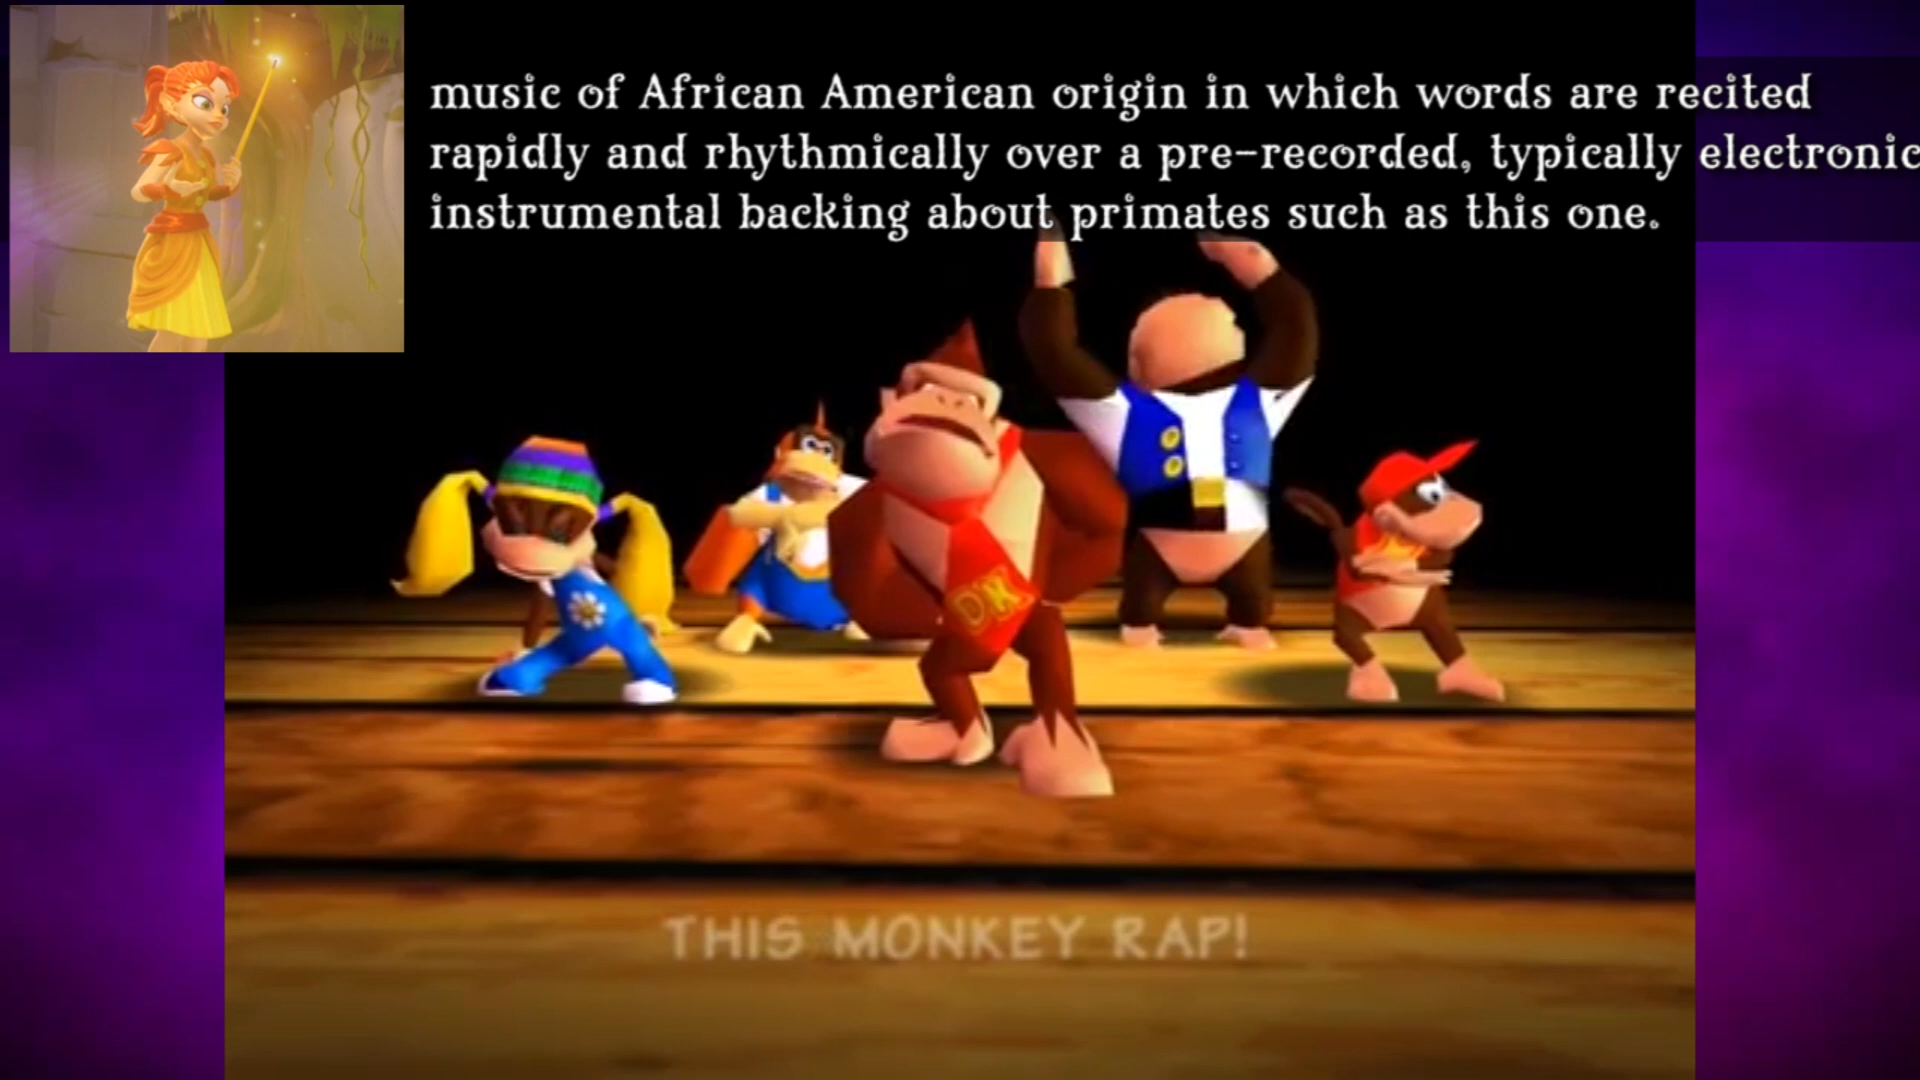 music of African American origin in which words are recited
rapidly and rhythmically over a pre-recorded, typically electronic
instrumental backing about primates such as this one.
DK
THIS MONKEY RAP!